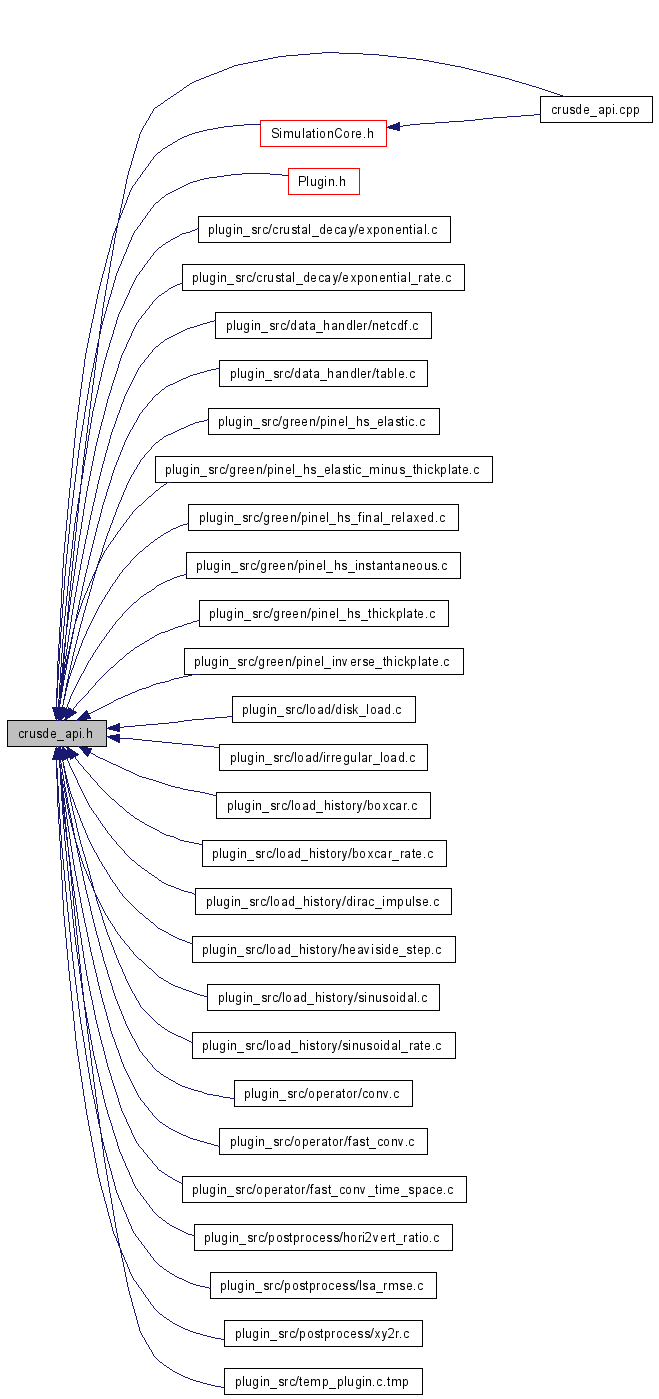 crusde_api.cpp
SimulationCore.h
Plugin.h
plugin_src/crustal_decay/exponential.c
plugin_src/crustal_decay/exponential_rate.c
plugin_src/data_handler/netcdf.c
plugin_src/data_handler/table.c
plugin_src/green/pinel_hs_elastic.c
plugin_src/green/pinel_hs_elastic_minus_thickplate.c
plugin_src/green/pinel_hs_final_relaxed.c
plugin_src/green/pinel_hs_instantaneous.c
plugin_src/green/pinel_hs_thickplate.c
plugin_src/green/pinel_inverse_thickplate.c
plugin_src/load/disk_load.c
crusde_api.h
plugin_src/load/irregular_load.c
plugin_src/load_history/boxcar.c
plugin_src/load_history/boxcar_rate.c
plugin_src/load_history/dirac_impulse.c
plugin_src/load_history/heaviside_step.c
plugin_src/load_history/sinusoidal.c
plugin_src/load_history/sinusoidal_rate.c
plugin_src/operator/conv.c
plugin_src/operator/fast_conv.c
plugin_src/operator/fast_conv_time_space.c
plugin_src/postprocess/hori2vert_ratio.c
plugin_src/postprocess/lsa_rmse.c
plugin_src/postprocess/xy2r.c
plugin_src/temp_plugin.c.tmp